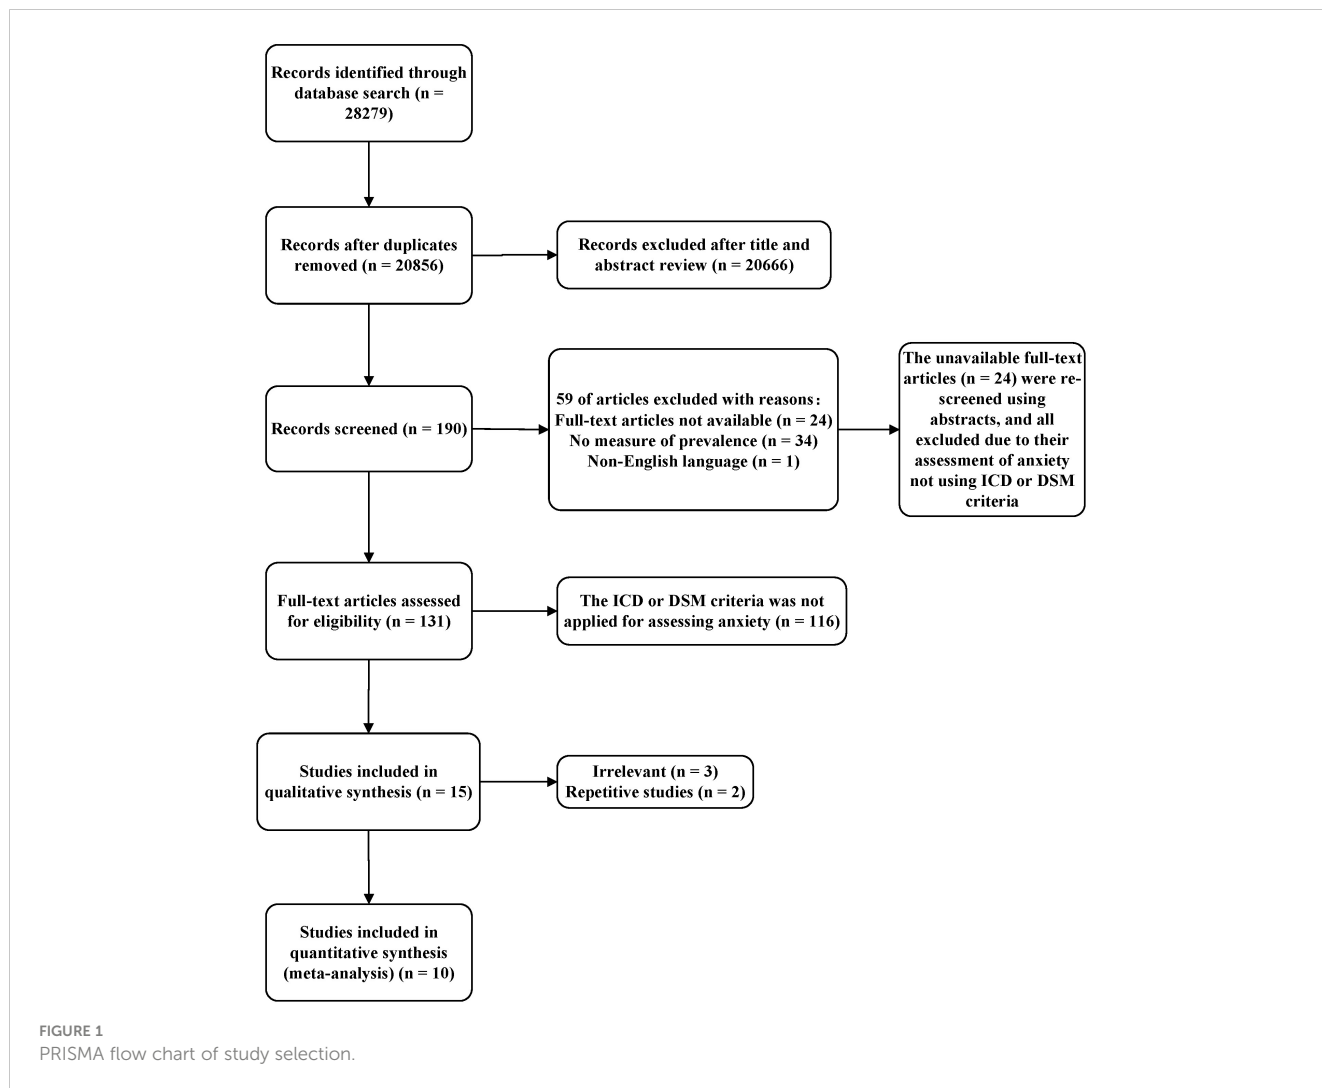 Records identified through
database search (n =
28279)
Records after duplicates
removed (n = 20856)
Records excluded after title and
abstract review (n = 20666)
Records screened (n = 190)
59 of articles excluded with reasons：
Full-text articles not available (n = 24)
No measure of prevalence (n = 34)
Non-English language (n = 1)
The unavailable full-text
articles (n = 24) were re-
screened using
abstracts, and all
excluded due to their
assessment of anxiety
not using ICD or DSM
criteria
Full-text articles assessed
for eligibility (n = 131)
The ICD or DSM criteria was not
applied for assessing anxiety (n = 116)
Studies included in
qualitative synthesis (n = 15)
Irrelevant (n = 3)
Repetitive studies (n = 2)
Studies included in
quantitative synthesis
(meta-analysis) (n = 10)
FIGURE 1
PRISMA flow chart of study selection.